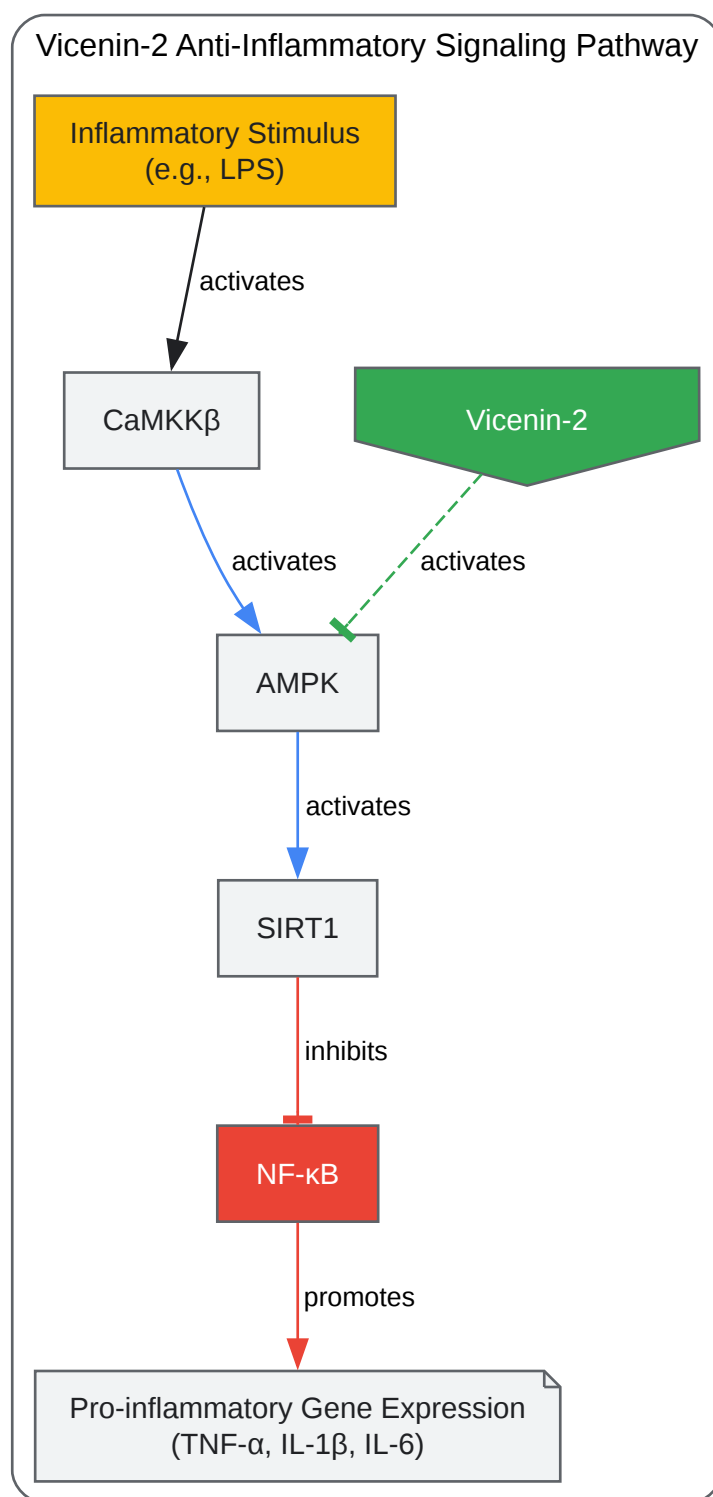 Vicenin-2 Anti-Inflammatory Signaling Pathway
Inflammatory Stimulus
(e.g., LPS)
activates
CaMKKβ
Vicenin-2
activates
activates
AMPK
activates
SIRT1
inhibits
NF-κB
promotes
Pro-inflammatory Gene Expression
(TNF-α, IL-1β, IL-6)